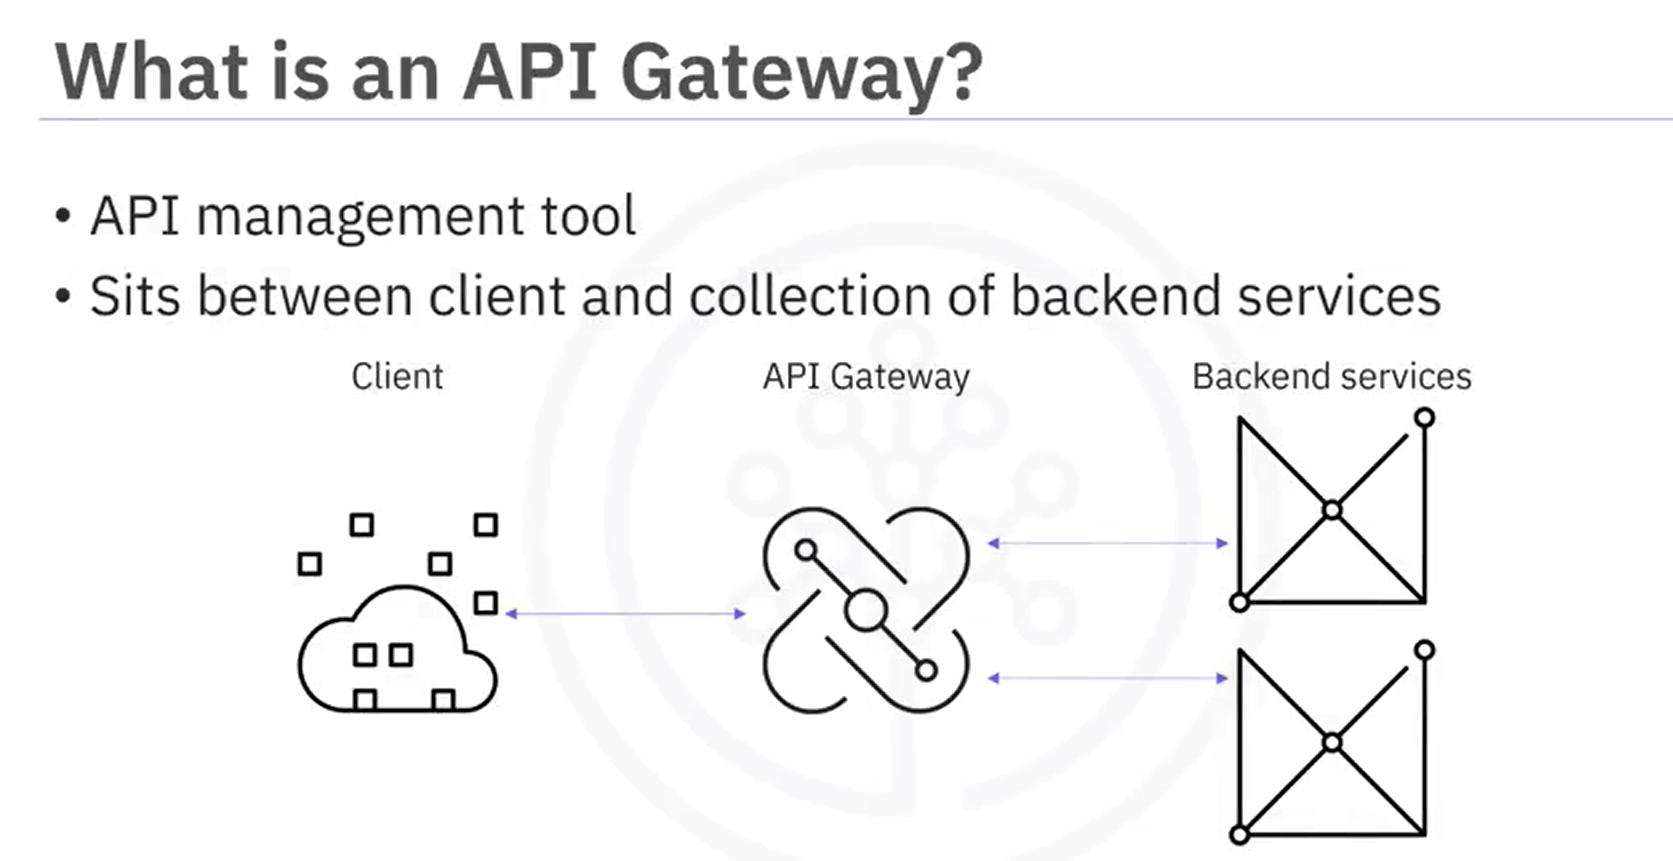 What is an API Gateway?
• API management tool
• Sits between client and collection of backend services
Client
API Gateway
Backend services